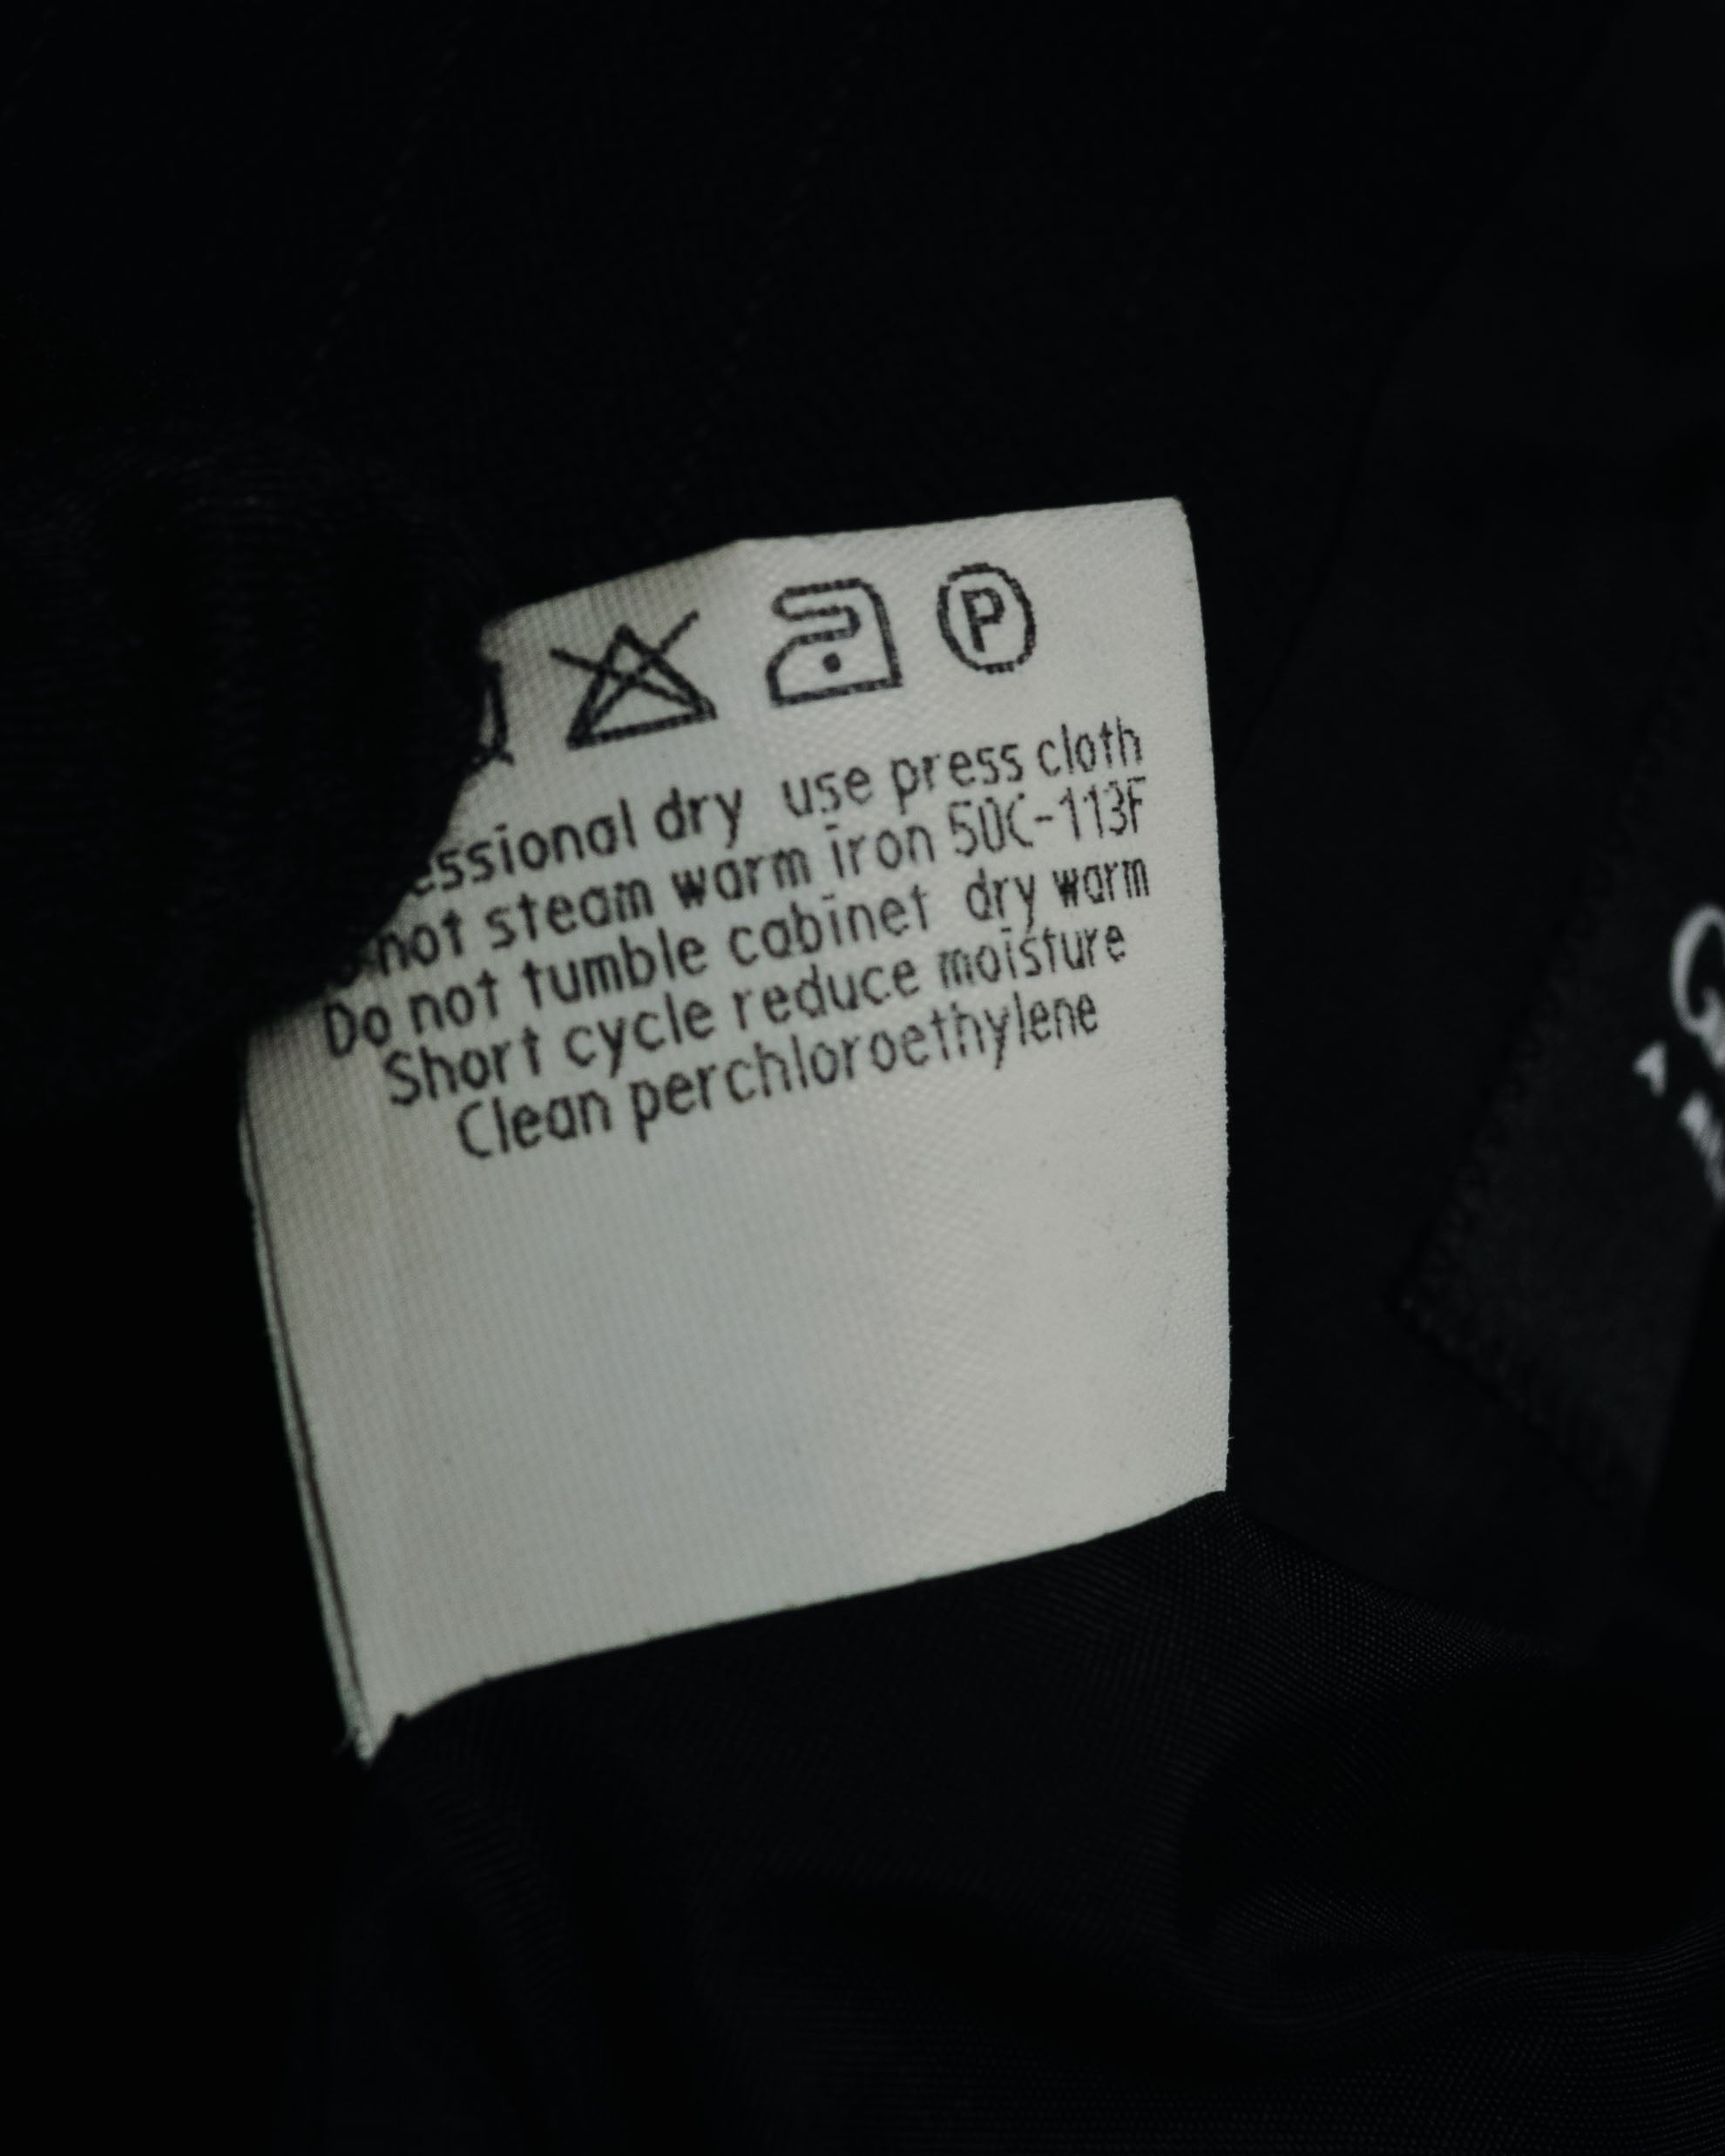 P
essional dry use press cloth
not steam warm iron 50C-113F
Do not tumble cabinet dry warm
Short cycle reduce moisture
Clean perchloroethylene